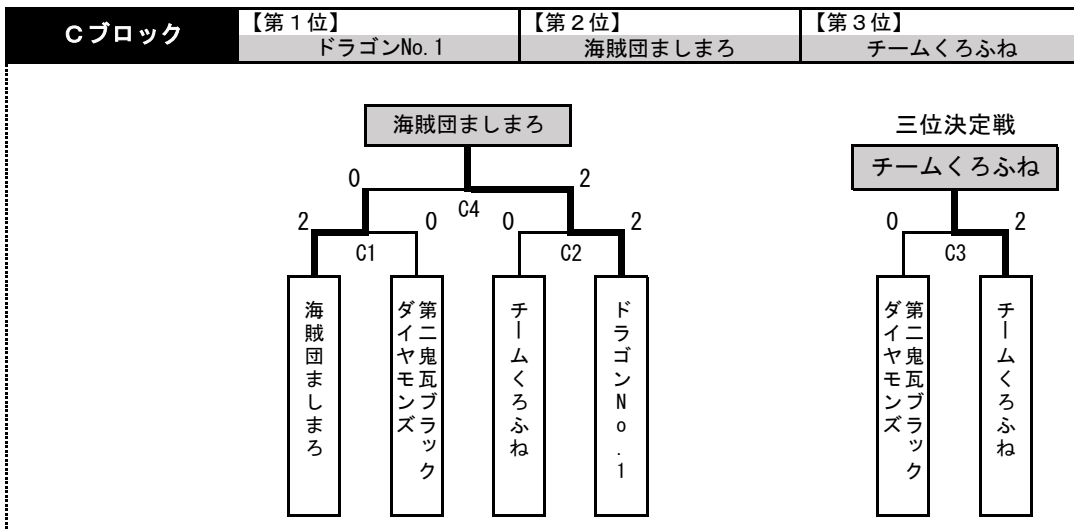 Cブロック
【第１位】
ドラゴンNo.1
【第２位】
海賊団ましまろ
【第３位】
チームくろふね
海賊団ましまろ
三位決定戦
チームくろふね
0
2
C4
2
0
0
2
0
2
C1
C2
C3
海賊団ましまろ
第二鬼瓦ブラック
ダイヤモンズ
チームくろふね
ドラゴンNo.1
第二鬼瓦ブラック
ダイヤモンズ
チームくろふね